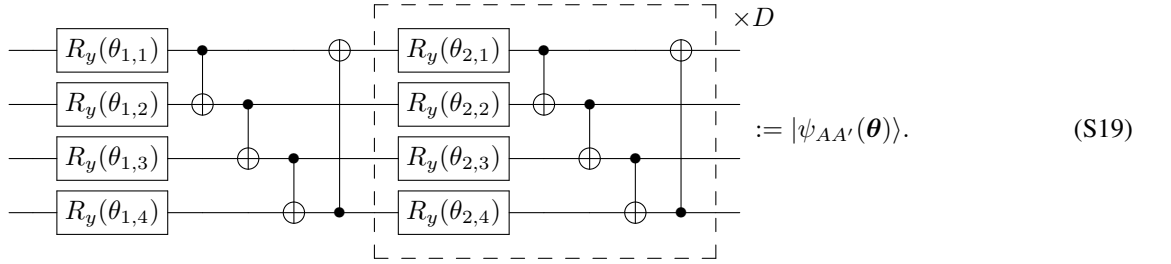 ×D
R_y(θ_{1,1}) R_y(θ_{2,1})
R_y(θ_{1,2}) R_y(θ_{2,2})
:= |ψ_{AA′}(θ)⟩. (S19)
R_y(θ_{1,3}) R_y(θ_{2,3})
R_y(θ_{1,4}) R_y(θ_{2,4})